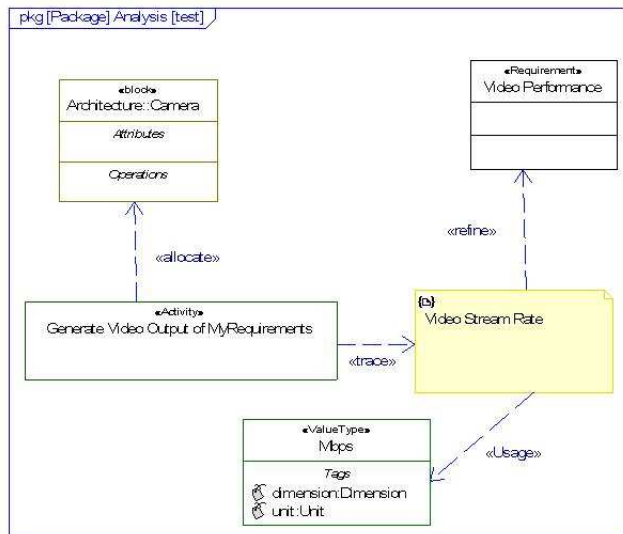 pkg [Package] Analysis [test]
«block»
Architecture::Camera
Attributes
Operations
«Requirement»
Video Performance
«allocate»
«refine»
«Activity»
Generate Video Output of MyRequirements
«trace»
Video Stream Rate
«Usage»
«ValueType»
Mbps
Tags
dimension:Dimension
unit:Unit